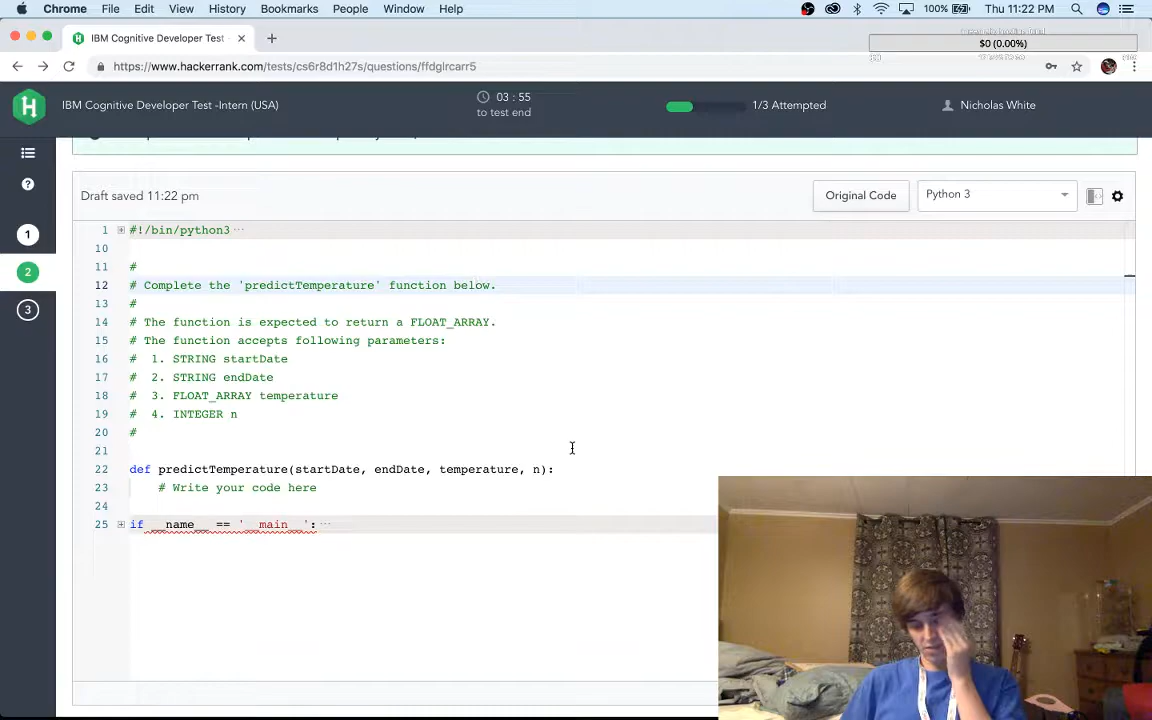 Chrome File Edit View History Bookmarks People Window Help 100% Thu 11:22 PM
IBM Cognitive Developer Test
$0 (0.00%)
https://www.hackerrank.com/tests/cs6r8d1h27s/questions/ffdglrcarr5
IBM Cognitive Developer Test -Intern (USA)
03 : 55
to test end
1/3 Attempted
Nicholas White
Draft saved 11:22 pm
Original Code
Python 3
1 #!/bin/python3
10
11 #
12 # Complete the 'predictTemperature' function below.
13 #
14 # The function is expected to return a FLOAT_ARRAY.
15 # The function accepts following parameters:
16 #  1. STRING startDate
17 #  2. STRING endDate
18 #  3. FLOAT_ARRAY temperature
19 #  4. INTEGER n
20 #
21
22 def predictTemperature(startDate, endDate, temperature, n):
23     # Write your code here
24
25 if __name__ == '__main__':
1
2
3